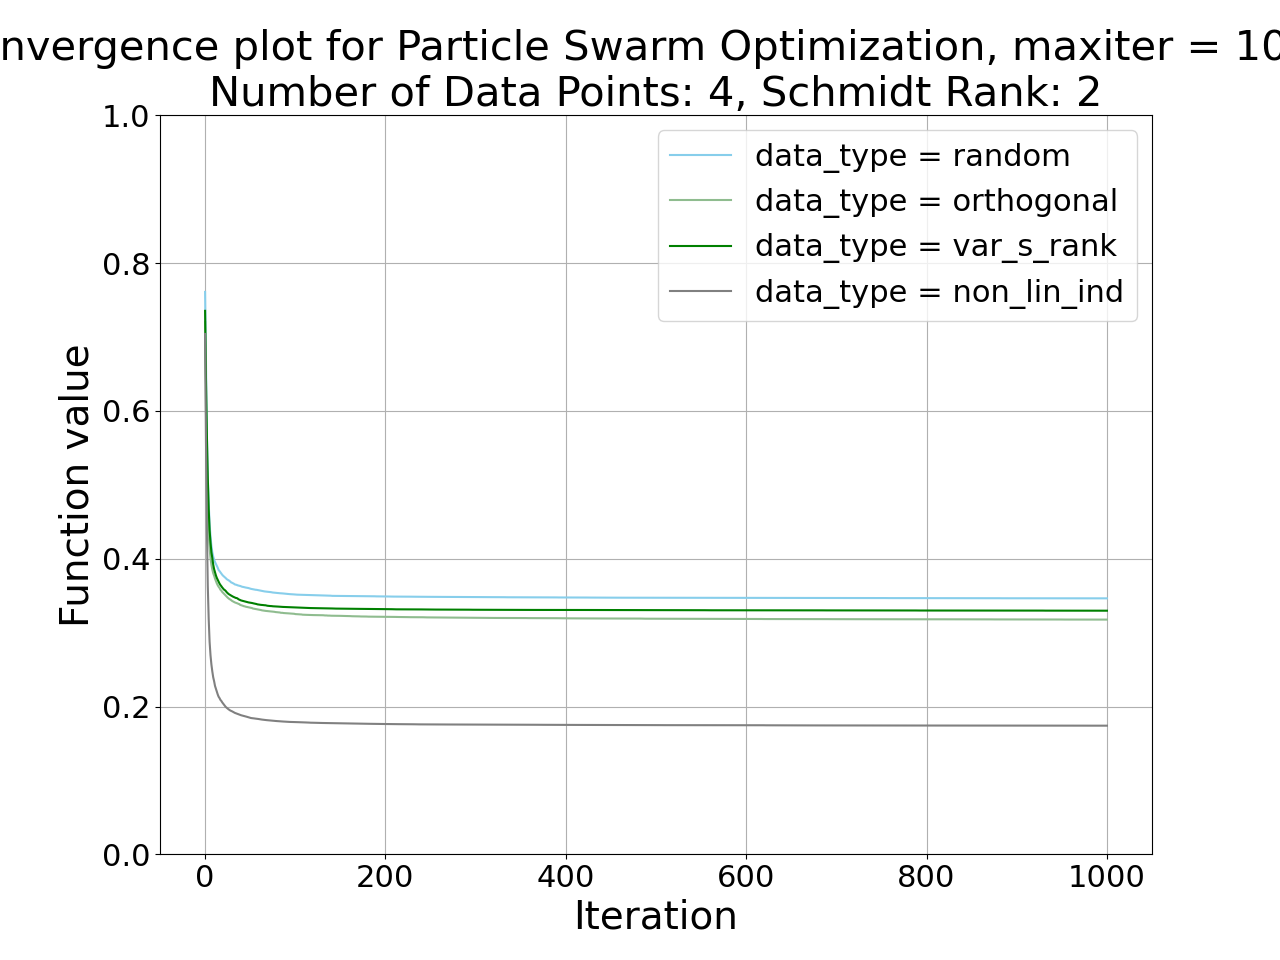 nvergence plot for Particle Swarm Optimization, maxiter = 10
Number of Data Points: 4, Schmidt Rank: 2
1.0
0.8
0.6
0.4
0.2
0.0
Function value
data_type = random
data_type = orthogonal
data_type = var_s_rank
data_type = non_lin_ind
0 200 400 600 800 1000
Iteration